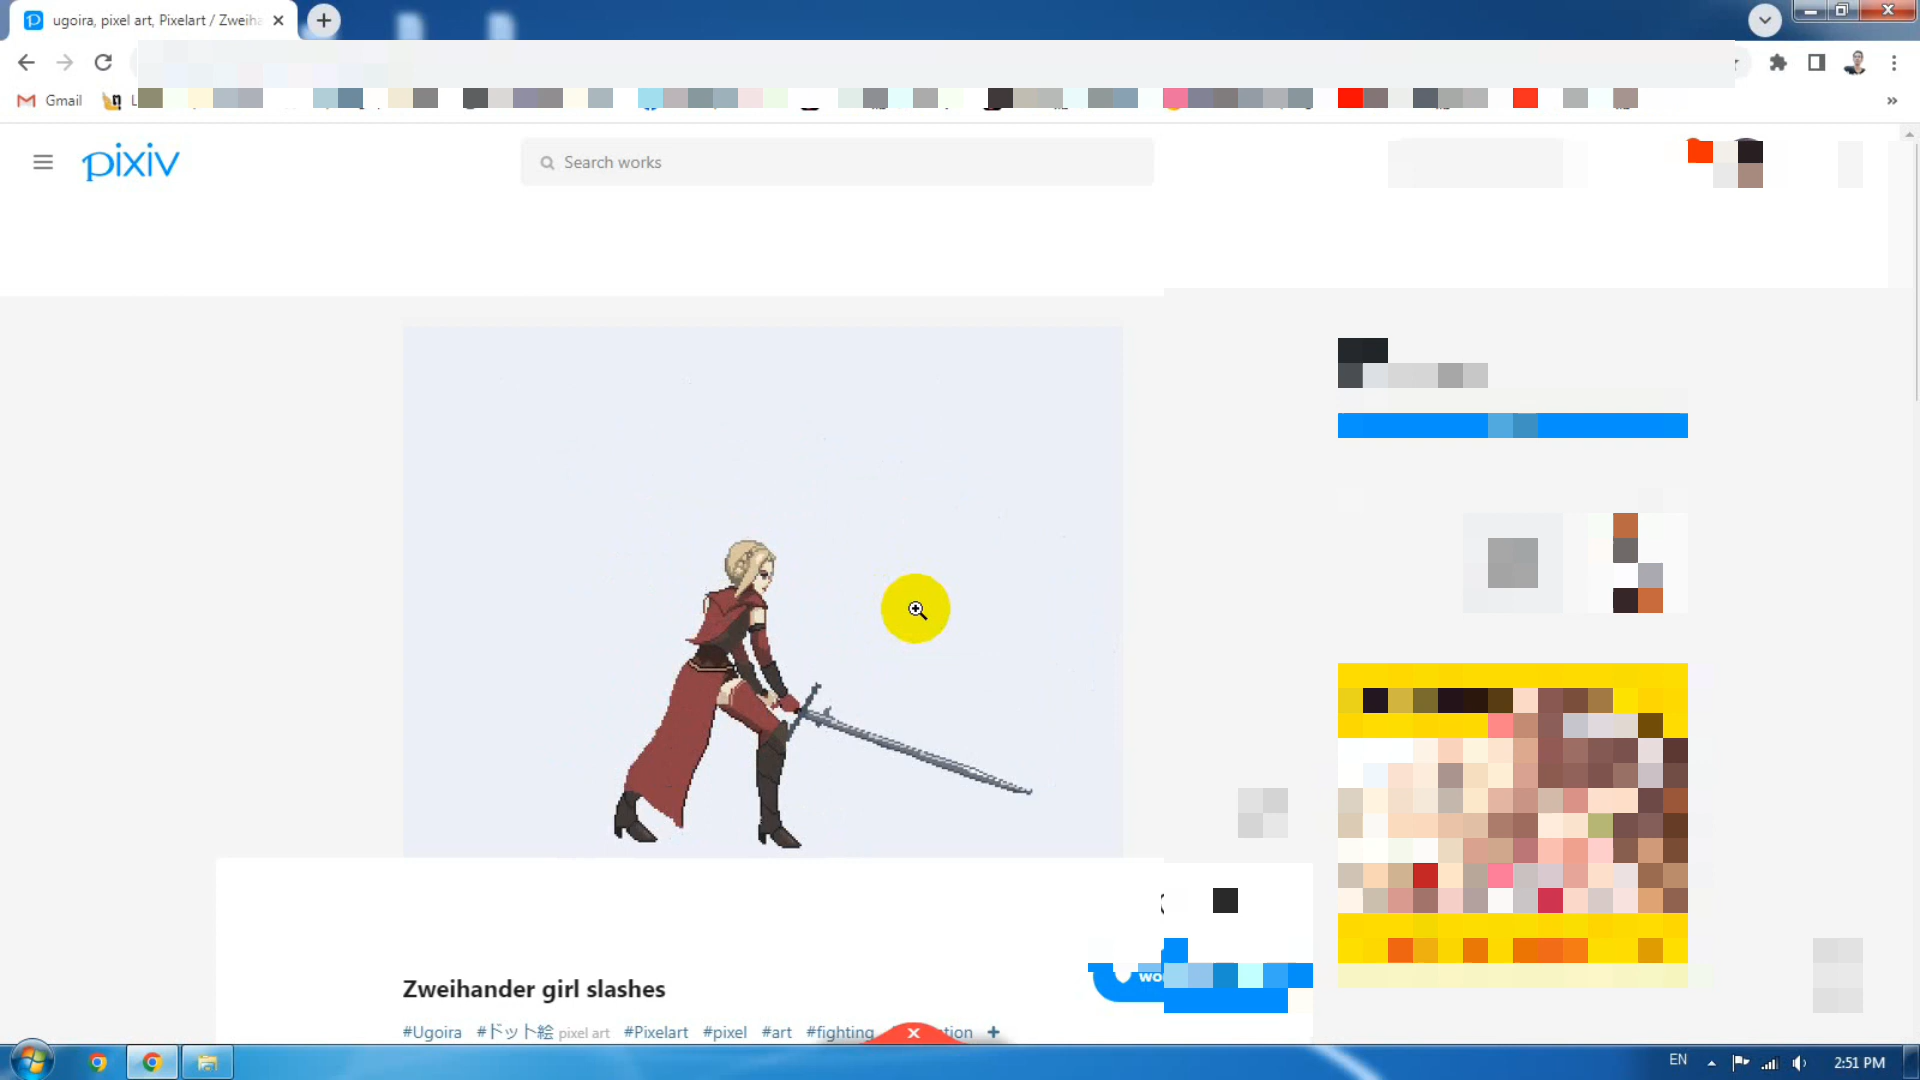 ugoira, pixel art, Pixelart / Zweiha
Gmail
pixiv
Search works
Zweihander girl slashes
#Ugoira #ドット絵 pixel art #Pixelart #pixel #art #fighting
EN
2:51 PM